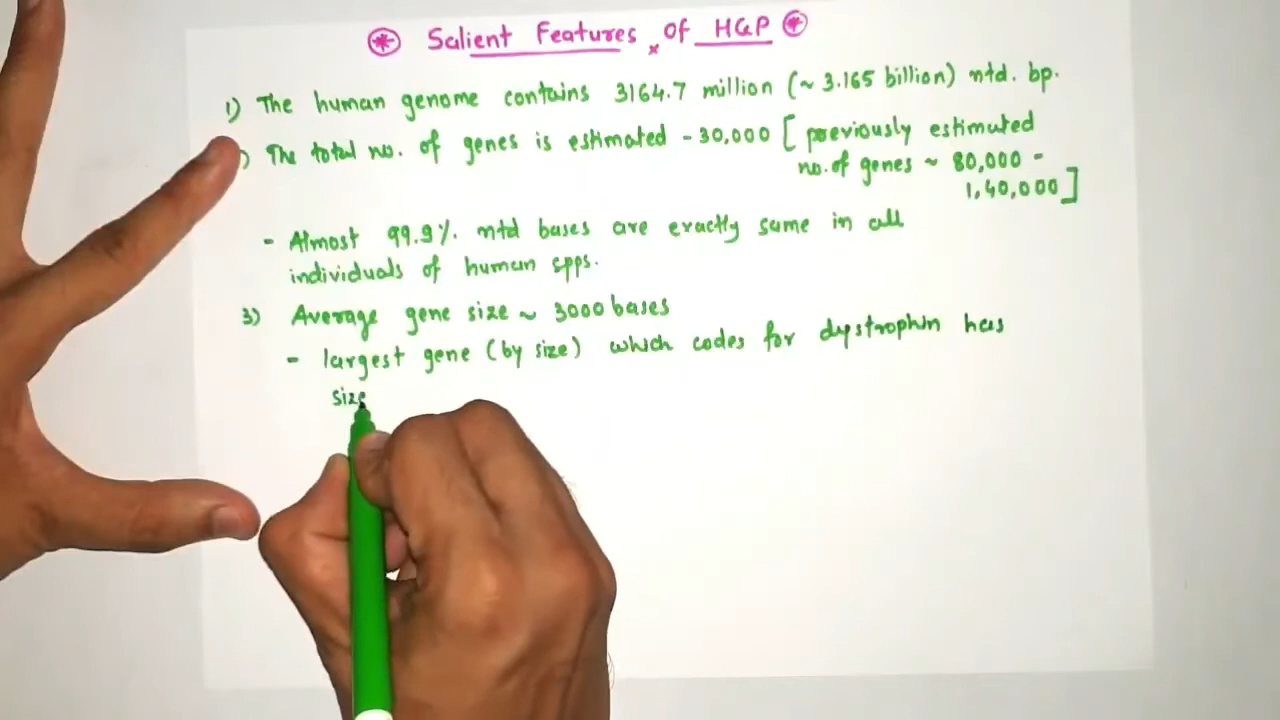 Salient Features of HGP
1) The human genome contains 3164.7 million (~ 3.165 billion) ntd. bp.
) The total no. of genes is estimated - 30,000 [previously estimated
no. of genes ~ 80,000 -
1,40,000]
- Almost 99.9%. ntd bases are exactly same in all
individuals of human spps.
3) Average gene size ~ 3000 bases
- largest gene (by size) which codes for dystrophin has
size